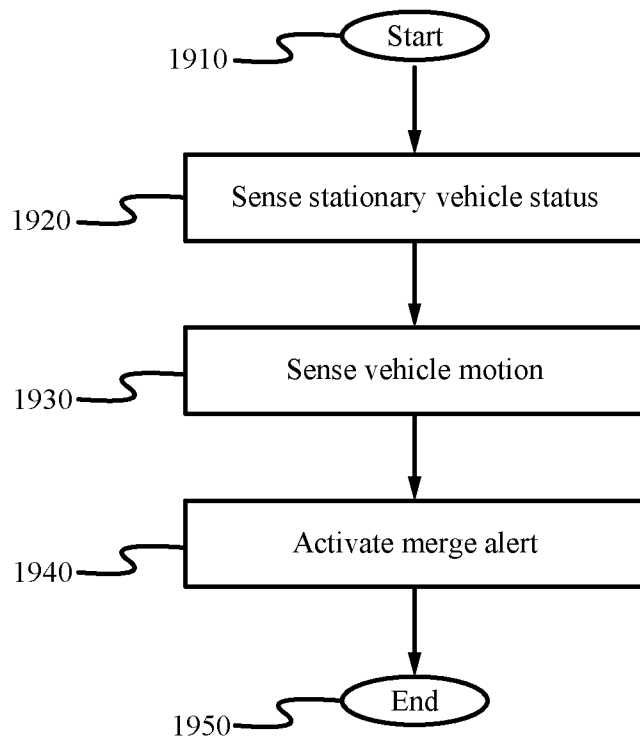 Start
1910
Sense stationary vehicle status
1920
Sense vehicle motion
1930
Activate merge alert
1940
End
1950